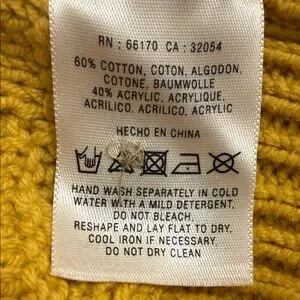 RN : 66170 CA : 32054
60% COTTON, COTON, ALGODON,
COTONE, BAUMWOLLE
40% ACRYLIC, ACRYLIQUE,
ACRILICO, ACRILICO, ACRYLIC
HECHO EN CHINA
HAND WASH SEPARATELY IN COLD
WATER WITH A MILD DETERGENT,
DO NOT BLEACH.
RESHAPE AND LAY FLAT TO DRY.
COOL IRON IF NECESSARY.
DO NOT DRY CLEAN